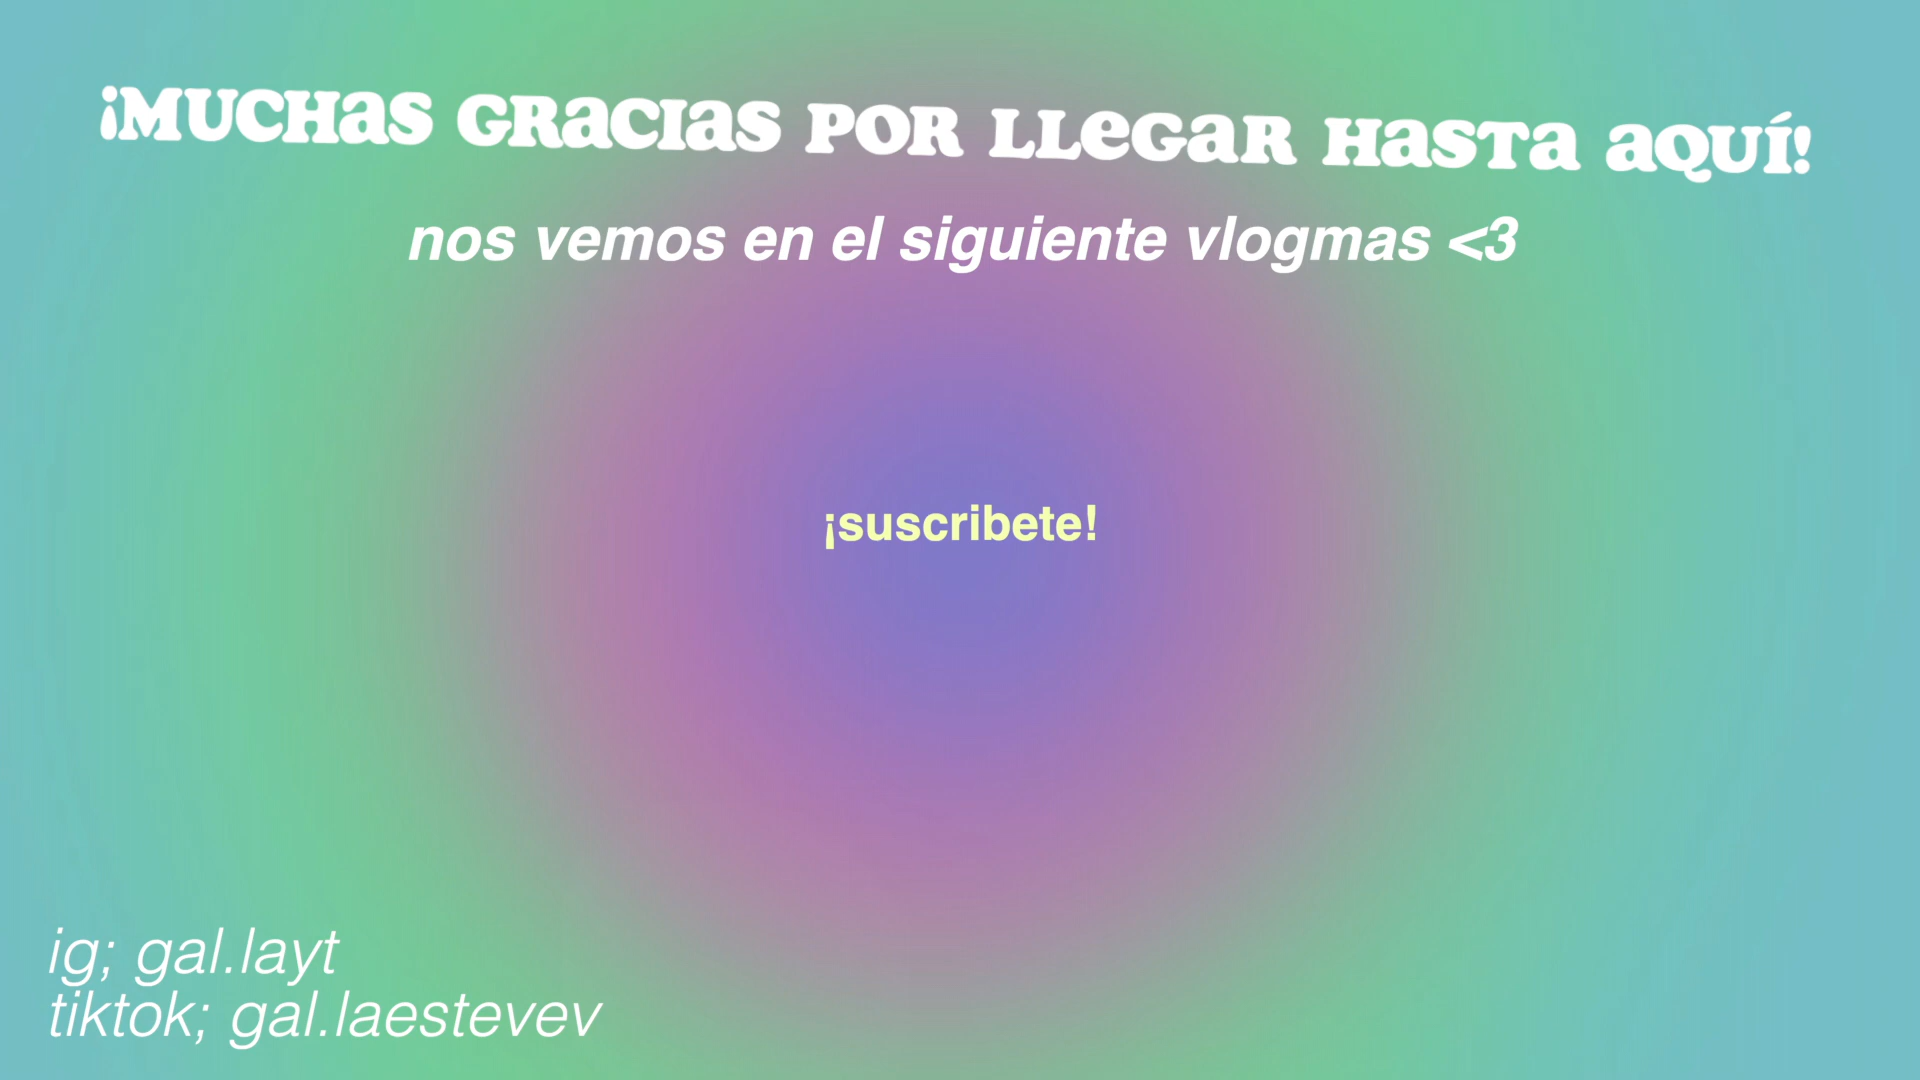 ¡MUCHAS GRACIAS POR LLEGAR HASTA AQUÍ!
nos vemos en el siguiente vlogmas <3
¡suscribete!
ig; gal.layt
tiktok; gal.laestevev